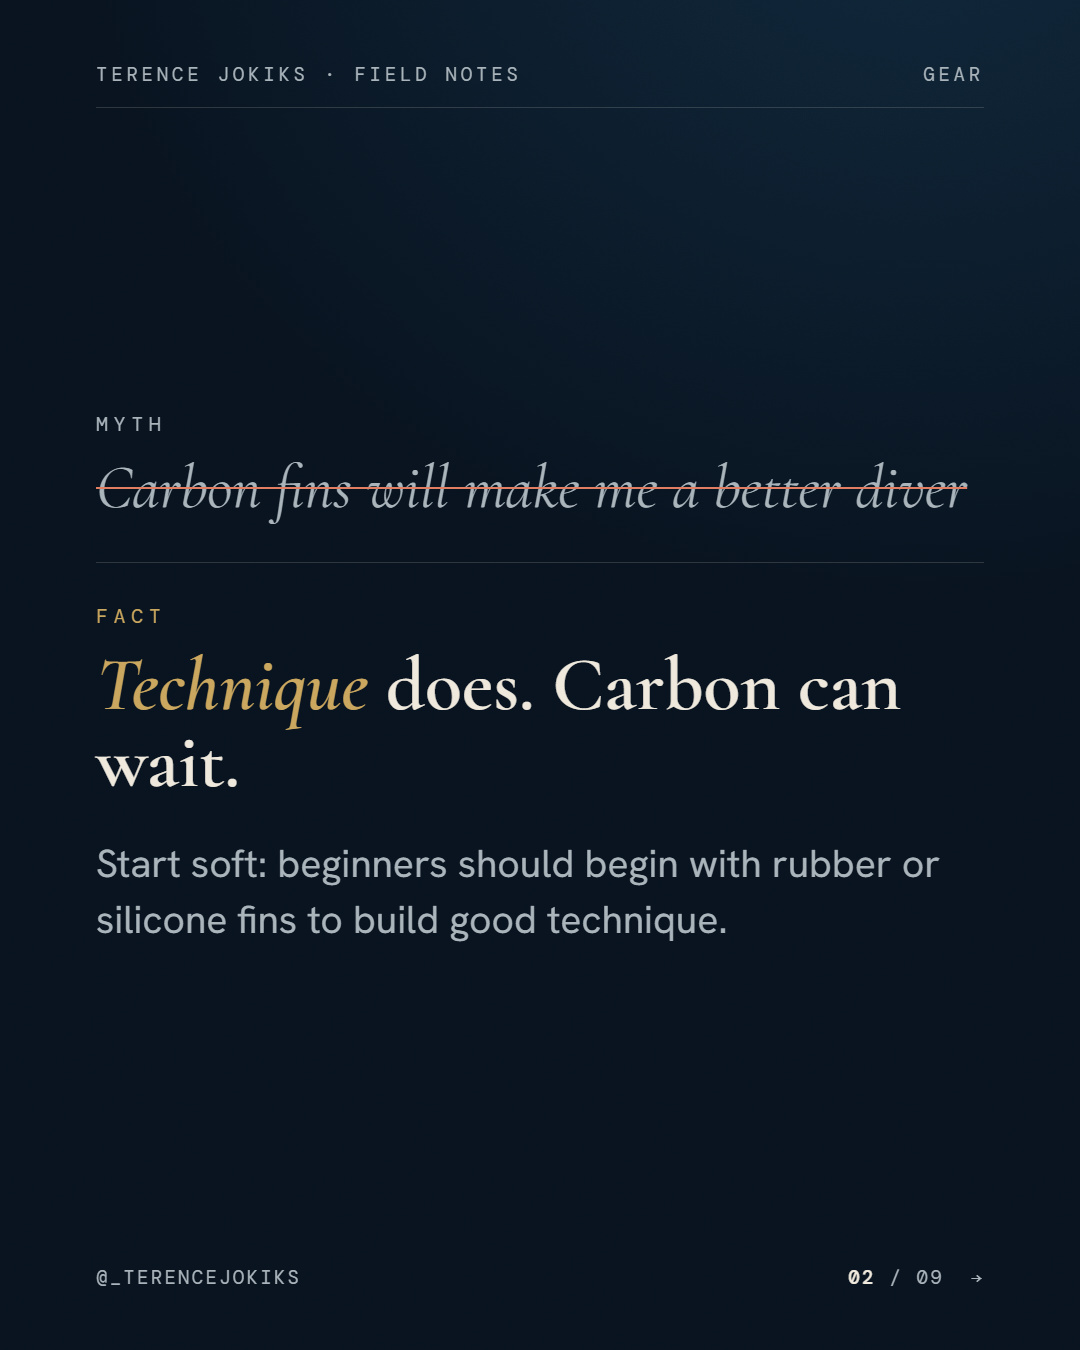 TERENCE JOKIKS · FIELD NOTES
GEAR
MYTH
Carbon fins will make me a better diver
FACT
Technique does. Carbon can
wait.
Start soft: beginners should begin with rubber or
silicone fins to build good technique.
@_TERENCEJOKIKS
02 / 09 →